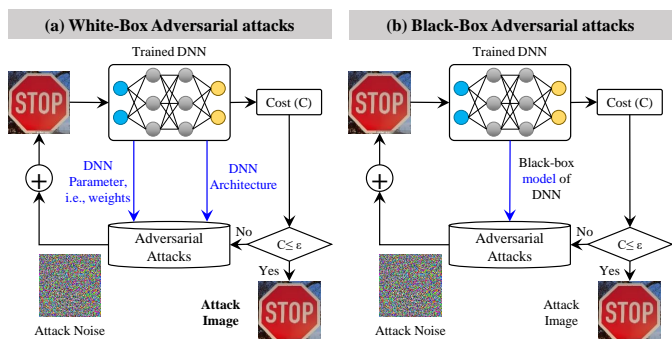 (a) White-Box Adversarial attacks
Trained DNN
STOP
Cost (C)
DNN
Parameter,
i.e., weights
DNN
Architecture
+
Adversarial
Attacks
No
C≤ ε
Yes
Attack Noise
Attack
Image
STOP
(b) Black-Box Adversarial attacks
Trained DNN
STOP
Cost (C)
Black-box
model of
DNN
+
Adversarial
Attacks
No
C≤ ε
Yes
Attack Noise
Attack
Image
STOP